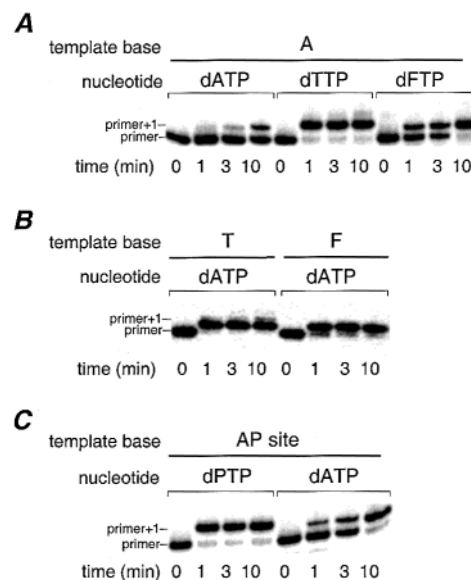 A
template base A
nucleotide dATP dTTP dFTP
primer+1
primer
time (min) 0 1 3 10 0 1 3 10 0 1 3 10
B
template base T F
nucleotide dATP dATP
primer+1
primer
time (min) 0 1 3 10 0 1 3 10
C
template base AP site
nucleotide dPTP dATP
primer+1
primer
time (min) 0 1 3 10 0 1 3 10